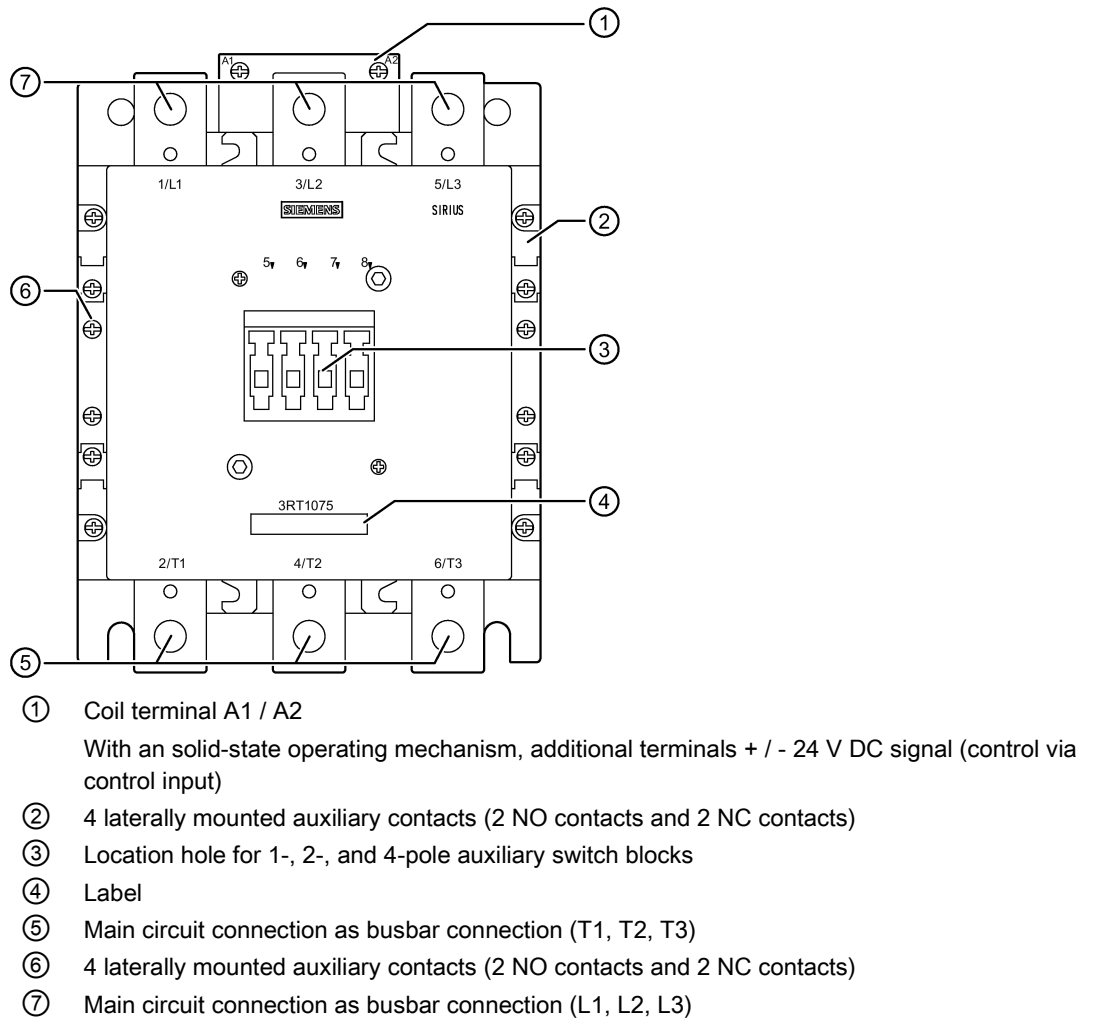 ①
A1 A2
⑦
1/L1 3/L2 5/L3
SIEMENS SIRIUS
②
5 6 7 8
⑥
③
④
3RT1075
2/T1 4/T2 6/T3
⑤
① Coil terminal A1 / A2
With an solid-state operating mechanism, additional terminals + / - 24 V DC signal (control via
control input)
② 4 laterally mounted auxiliary contacts (2 NO contacts and 2 NC contacts)
③ Location hole for 1-, 2-, and 4-pole auxiliary switch blocks
④ Label
⑤ Main circuit connection as busbar connection (T1, T2, T3)
⑥ 4 laterally mounted auxiliary contacts (2 NO contacts and 2 NC contacts)
⑦ Main circuit connection as busbar connection (L1, L2, L3)